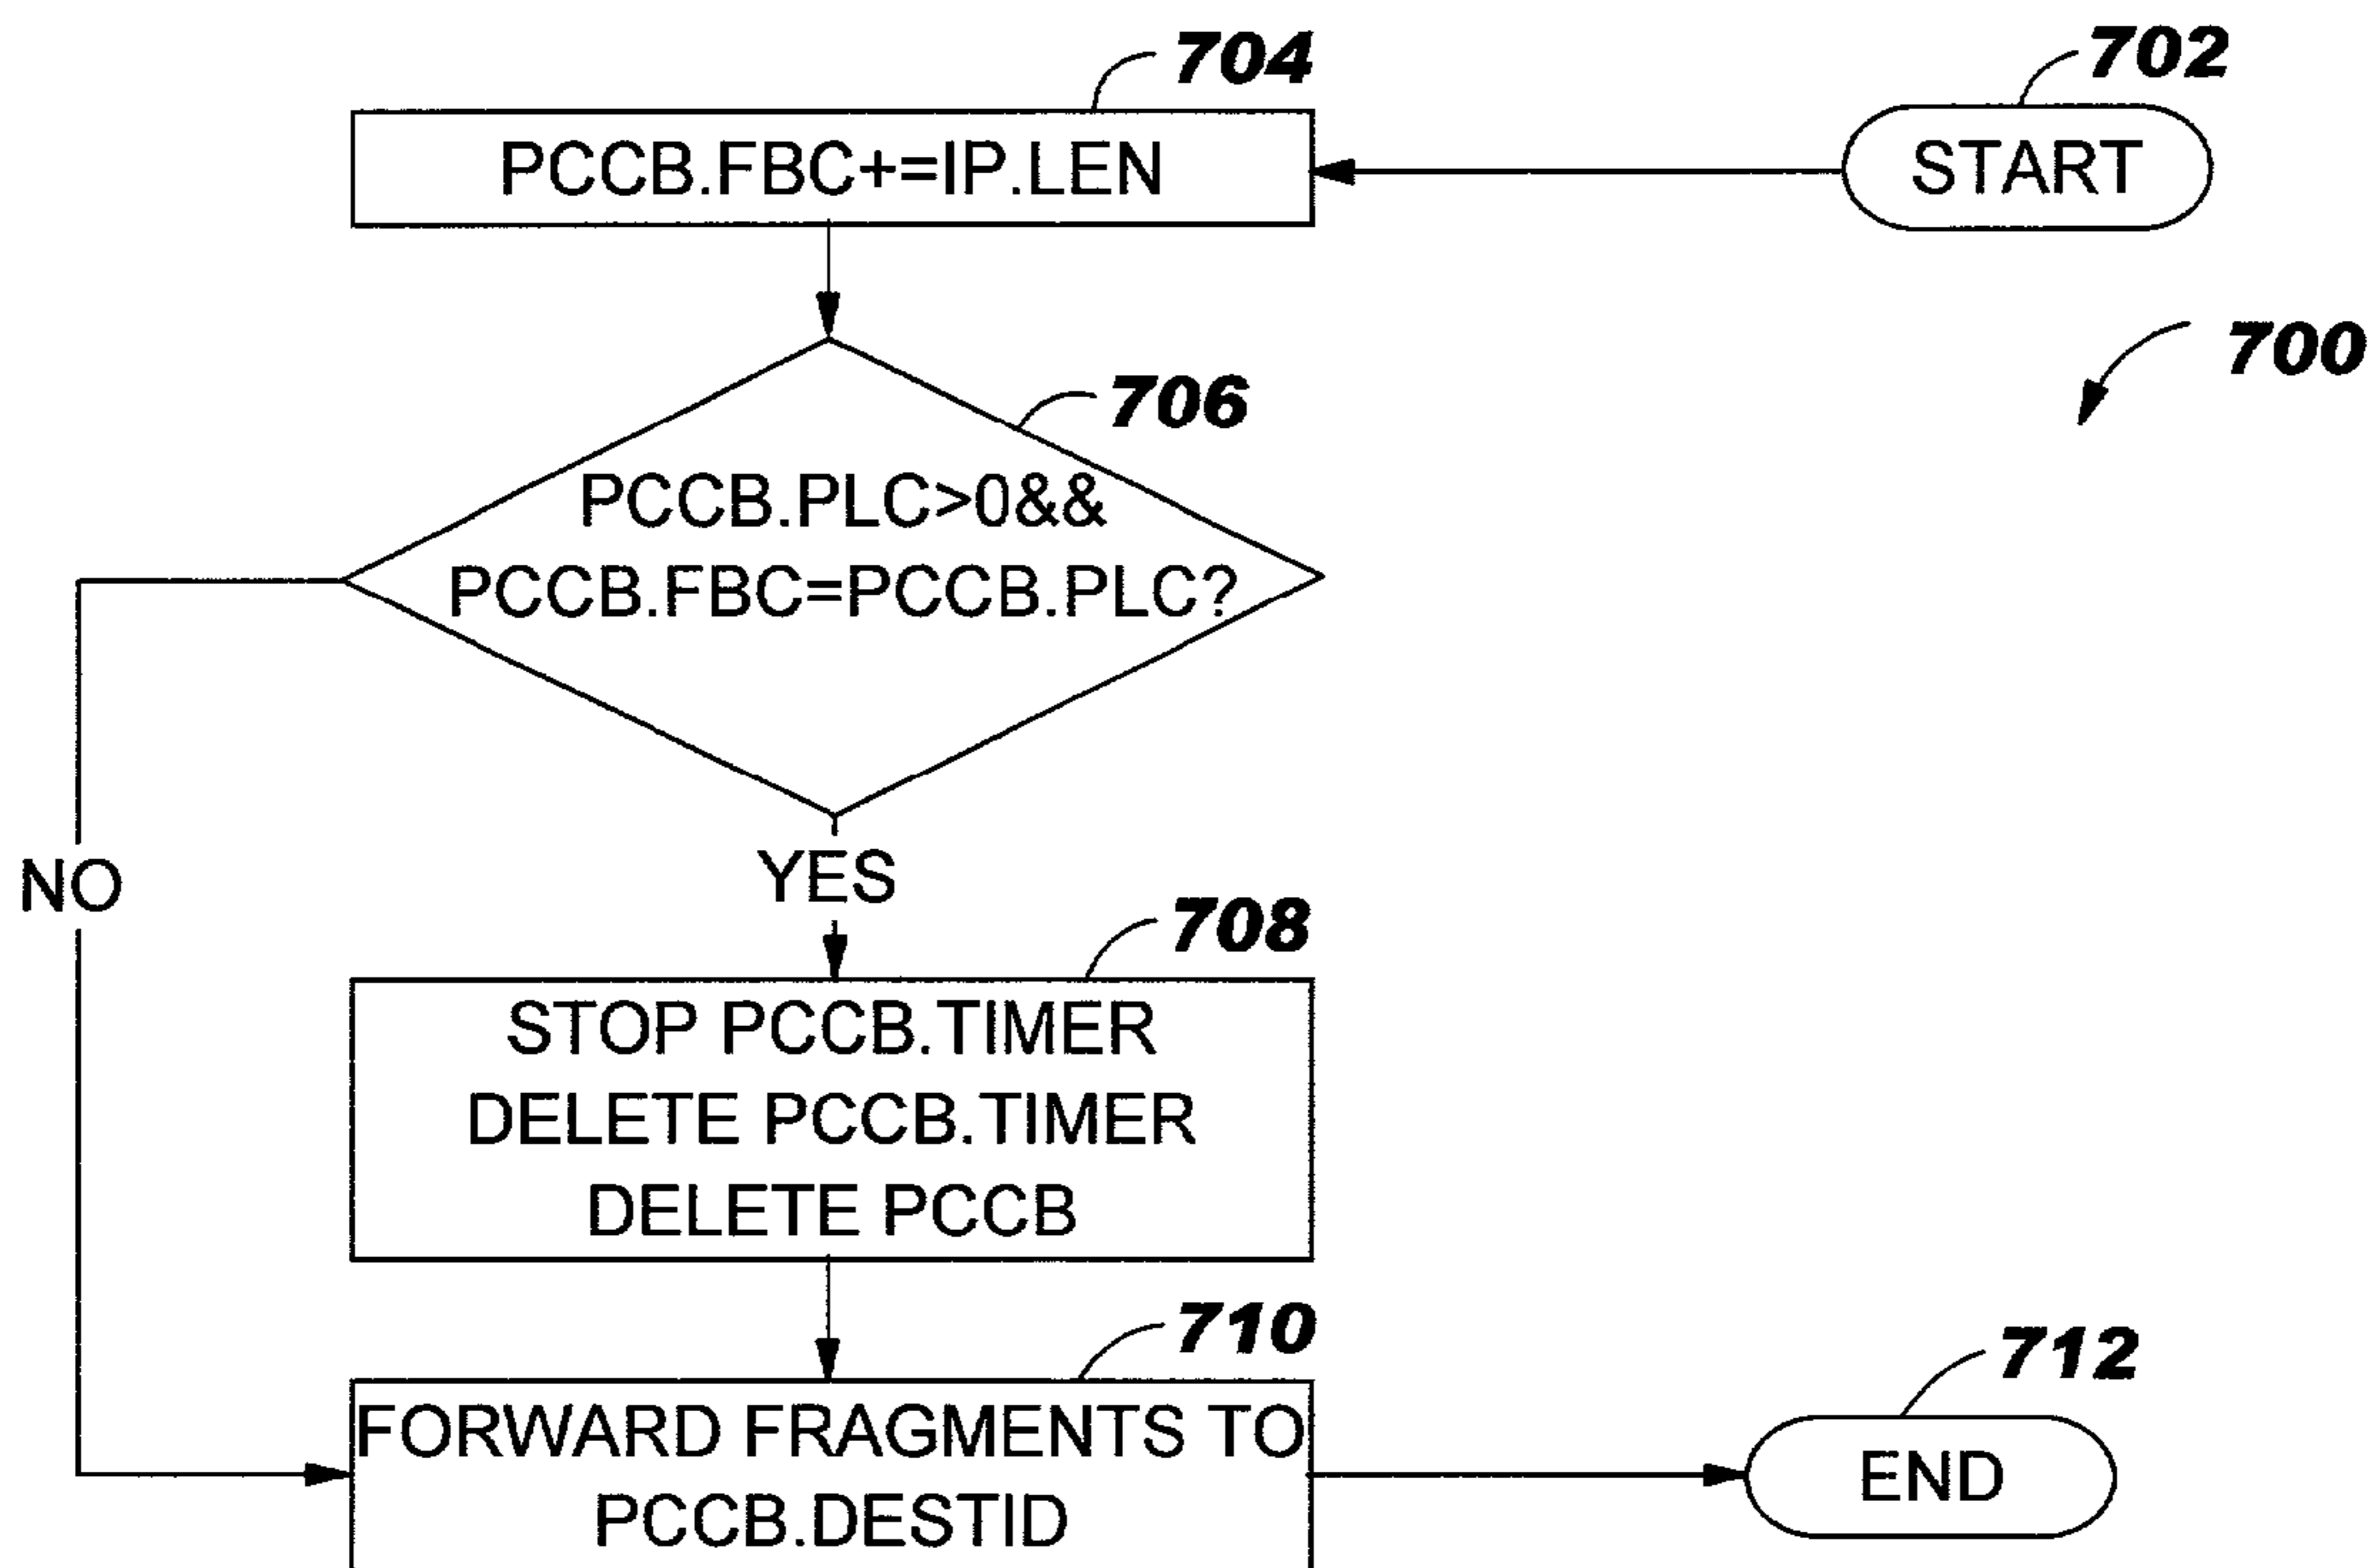 704
702
PCCB.FBC+=IP.LEN
START
700
706
PCCB.PLC>0&&
PCCB.FBC=PCCB.PLC?
NO
YES
708
STOP PCCB.TIMER
DELETE PCCB.TIMER
DELETE PCCB
710
712
FORWARD FRAGMENTS TO
PCCB.DESTID
END